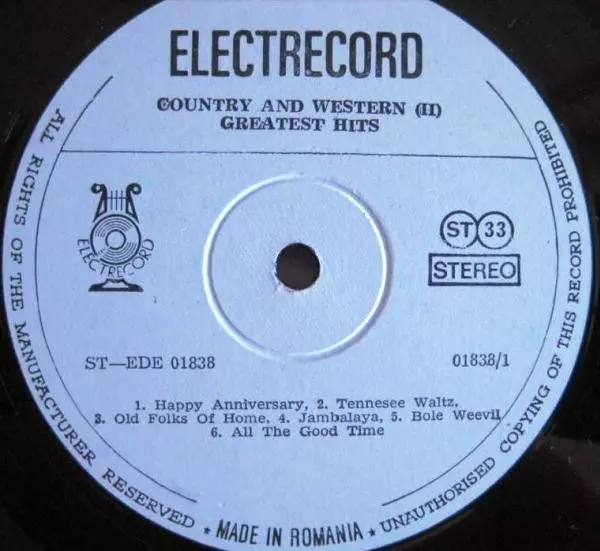 ELECTRECORD
COUNTRY AND WESTERN (II)
GREATEST HITS
ELECTRECORD
ST 33
STEREO
ST—EDE 01838
01838/1
1. Happy Anniversary, 2. Tennesee Waltz,
3. Old Folks Of Home, 4. Jambalaya, 5. Bole Weevil
6. All The Good Time
ALL RIGHTS OF THE MANUFACTURER RESERVED ★ MADE IN ROMANIA ★ UNAUTHORISED COPYING OF THIS RECORD PROHIBITED